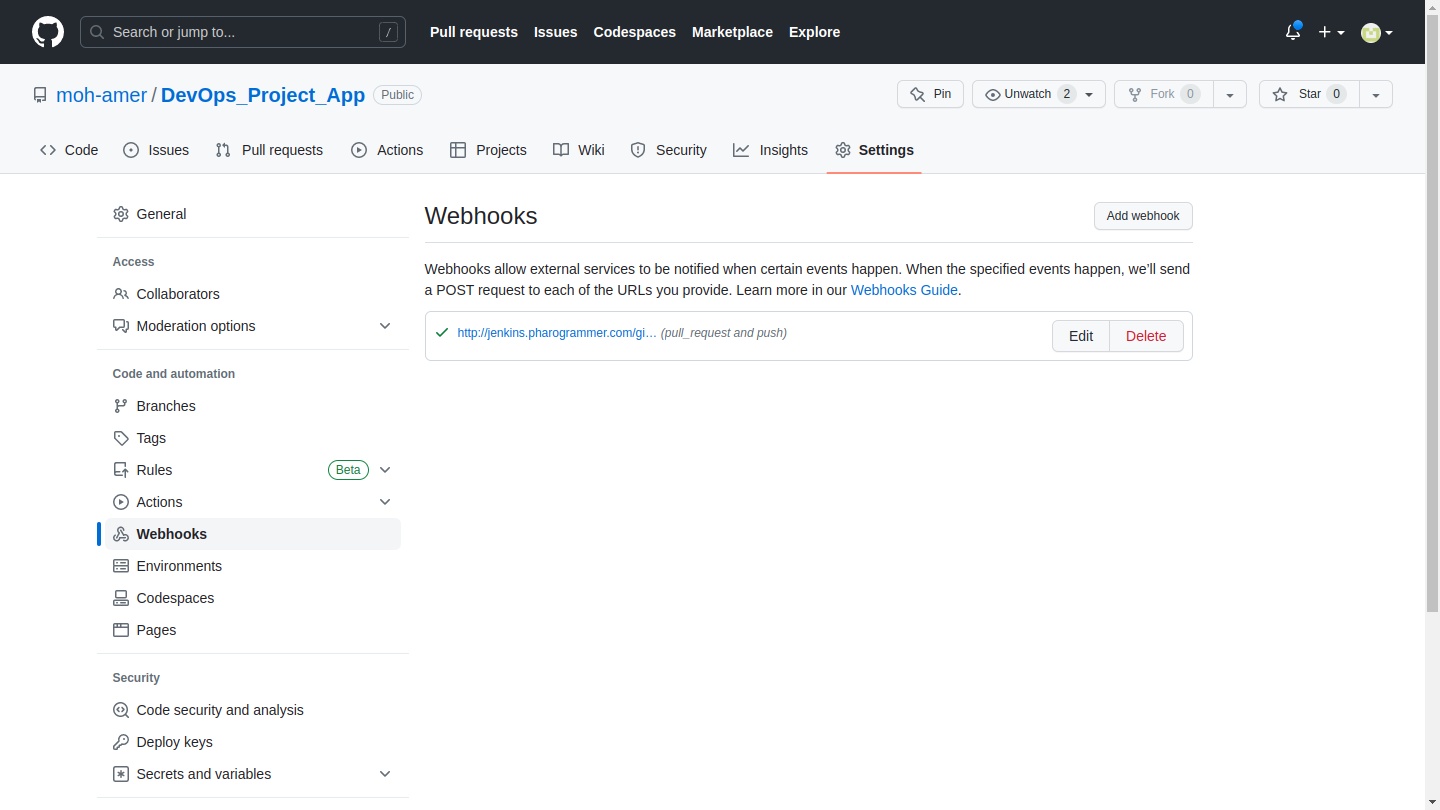 Search or jump to... /
Pull requests Issues Codespaces Marketplace Explore
moh-amer / DevOps_Project_App Public
Pin Unwatch 2 Fork 0 Star 0
Code Issues Pull requests Actions Projects Wiki Security Insights Settings
General
Access
Collaborators
Moderation options
Code and automation
Branches
Tags
Rules Beta
Actions
Webhooks
Environments
Codespaces
Pages
Security
Code security and analysis
Deploy keys
Secrets and variables
Webhooks Add webhook
Webhooks allow external services to be notified when certain events happen. When the specified events happen, we’ll send
a POST request to each of the URLs you provide. Learn more in our Webhooks Guide.
http://jenkins.pharogrammer.com/gi… (pull_request and push) Edit Delete